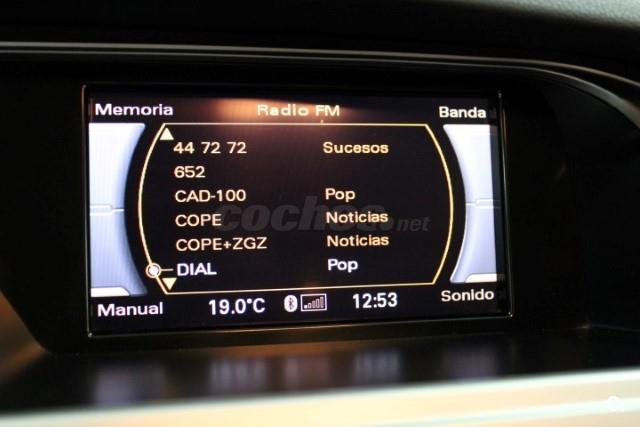 Memoria Radio FM Banda
44 72 72 Sucesos
652
CAD-100 Pop
COPE Noticias
COPE+ZGZ Noticias
DIAL Pop
Manual 19.0°C 12:53 Sonido
coches.net